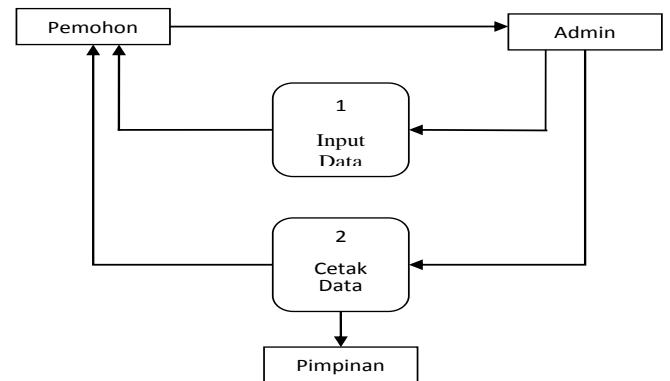 Pemohon
Admin
1
Input
Data
2
Cetak
Data
Pimpinan